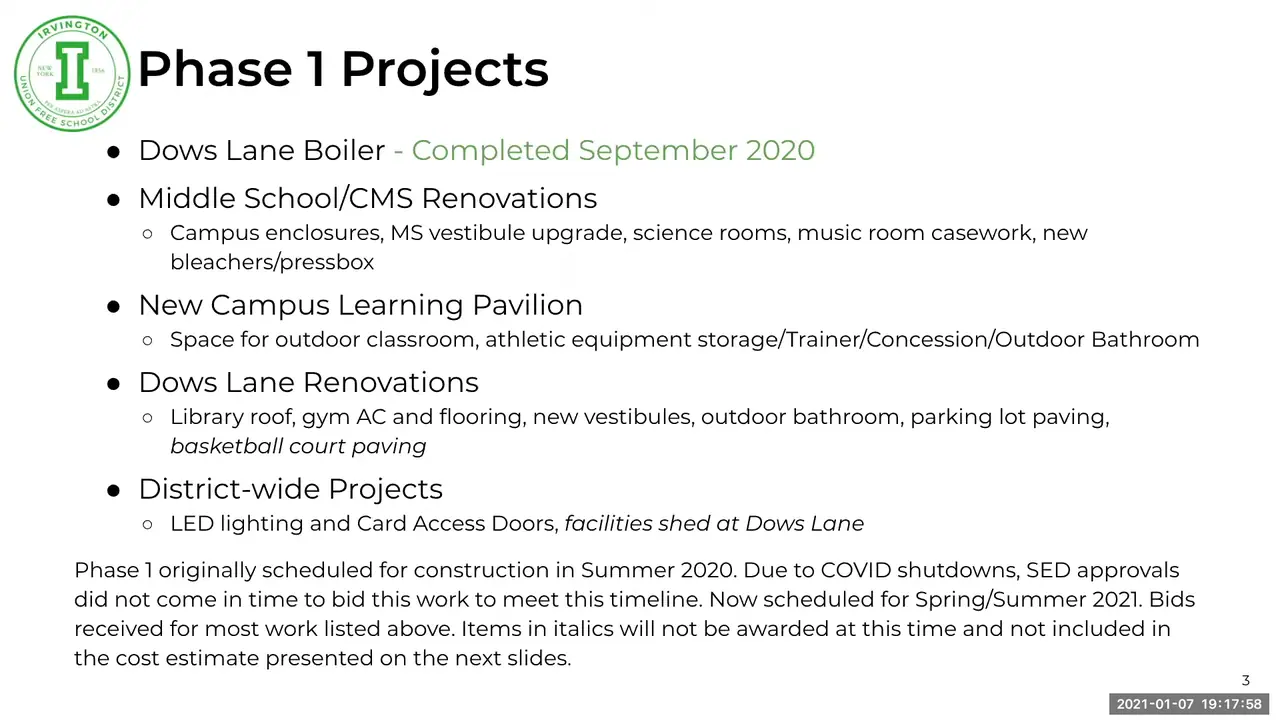 IRVINGTON
NEW YORK
1856
PER ASPERA AD ASTRA
UNION FREE SCHOOL DISTRICT
I
Phase 1 Projects
● Dows Lane Boiler - Completed September 2020
● Middle School/CMS Renovations
○ Campus enclosures, MS vestibule upgrade, science rooms, music room casework, new
bleachers/pressbox
● New Campus Learning Pavilion
○ Space for outdoor classroom, athletic equipment storage/Trainer/Concession/Outdoor Bathroom
● Dows Lane Renovations
○ Library roof, gym AC and flooring, new vestibules, outdoor bathroom, parking lot paving,
basketball court paving
● District-wide Projects
○ LED lighting and Card Access Doors, facilities shed at Dows Lane
Phase 1 originally scheduled for construction in Summer 2020. Due to COVID shutdowns, SED approvals
did not come in time to bid this work to meet this timeline. Now scheduled for Spring/Summer 2021. Bids
received for most work listed above. Items in italics will not be awarded at this time and not included in
the cost estimate presented on the next slides.
3
2021-01-07 19:17:58